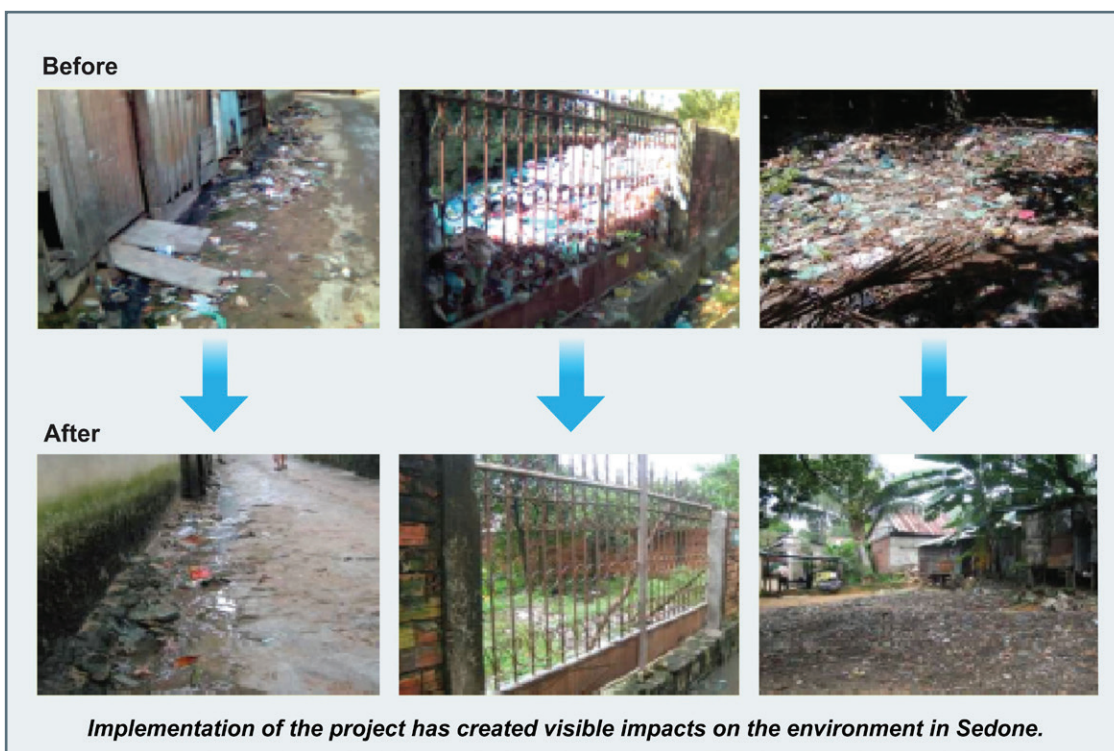 Before
After
Implementation of the project has created visible impacts on the environment in Sedone.